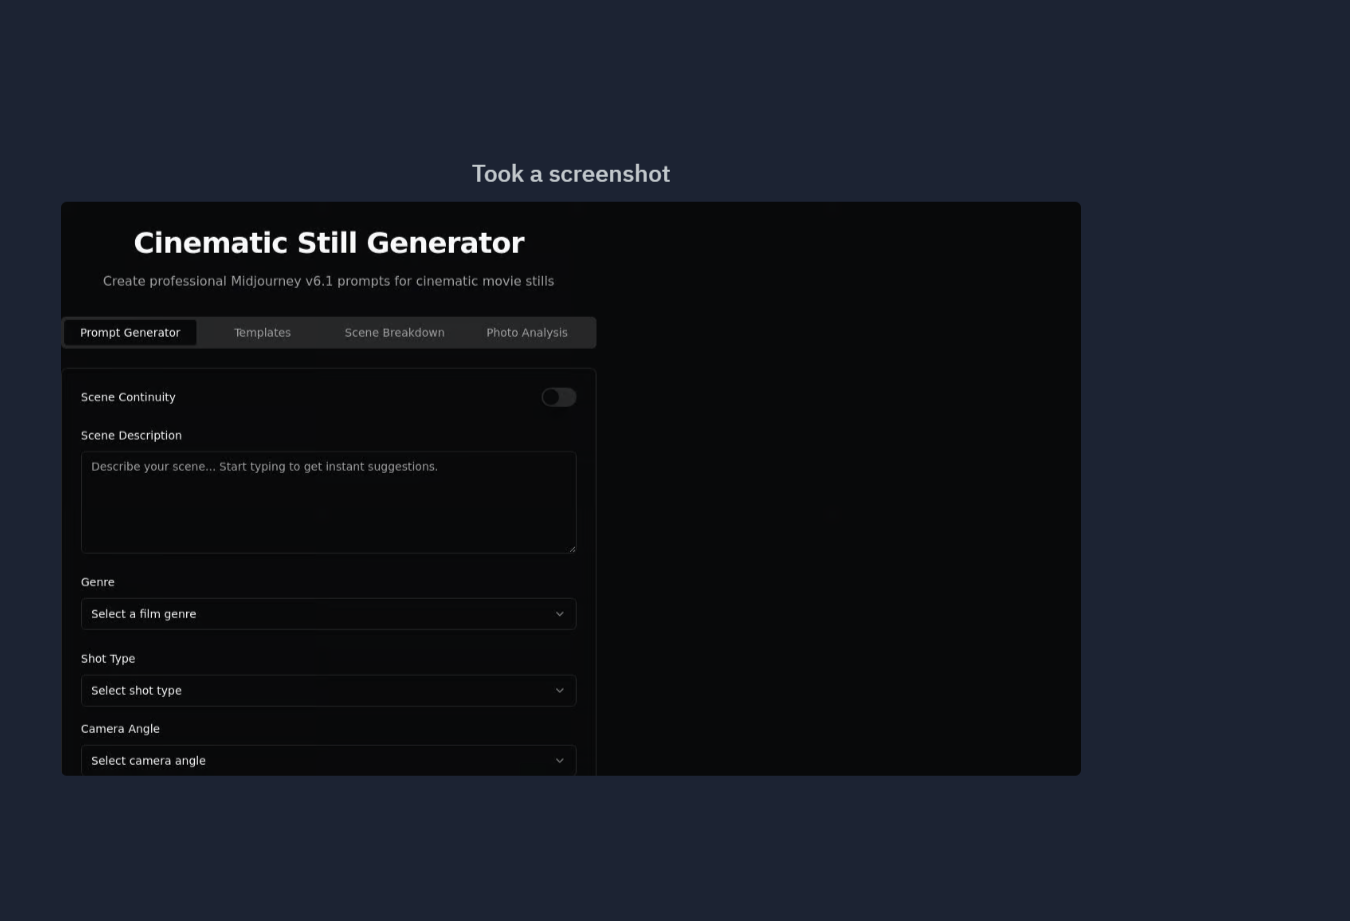 Took a screenshot
Cinematic Still Generator
Create professional Midjourney v6.1 prompts for cinematic movie stills
Prompt Generator Templates Scene Breakdown Photo Analysis
Scene Continuity
Scene Description
Describe your scene... Start typing to get instant suggestions.
Genre
Select a film genre
Shot Type
Select shot type
Camera Angle
Select camera angle